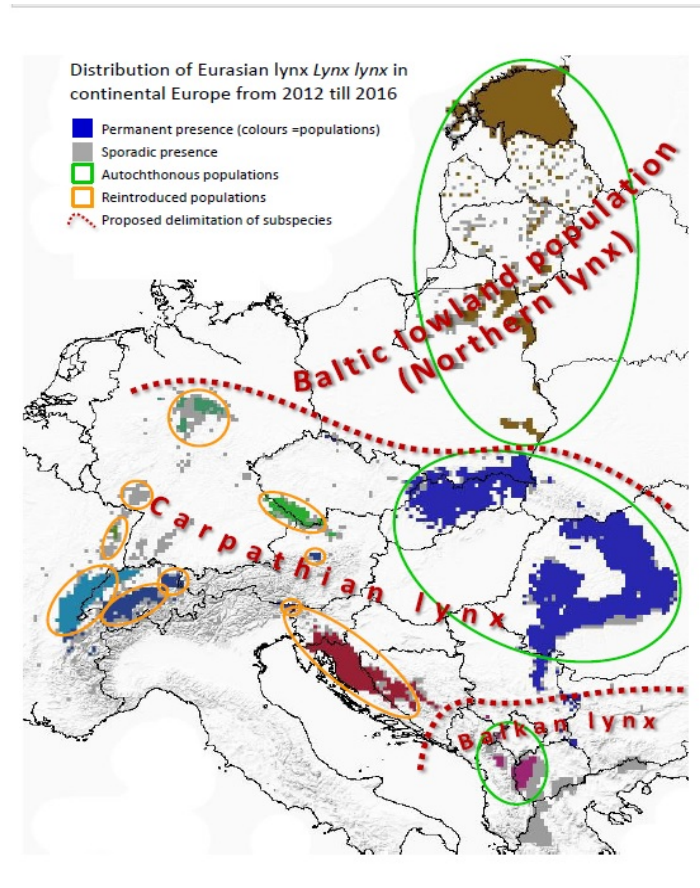 Distribution of Eurasian lynx Lynx lynx in
continental Europe from 2012 till 2016
Permanent presence (colours =populations)
Sporadic presence
Autochthonous populations
Reintroduced populations
Proposed delimitation of subspecies
Baltic lowland population
(Northern lynx)
Carpathian lynx
Balkan lynx